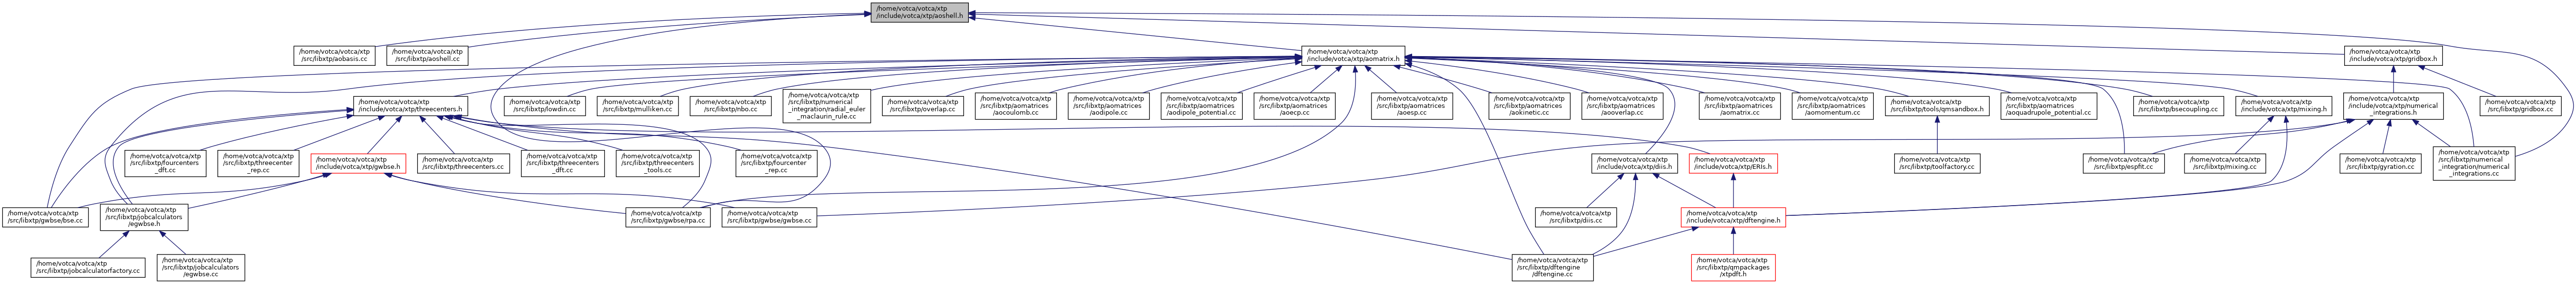 /home/votca/votca/xtp
/include/votca/xtp/aoshell.h
/home/votca/votca/xtp
/src/libxtp/aobasis.cc
/home/votca/votca/xtp
/src/libxtp/aoshell.cc
/home/votca/votca/xtp
/include/votca/xtp/aomatrix.h
/home/votca/votca/xtp
/include/votca/xtp/gridbox.h
/home/votca/votca/xtp
/include/votca/xtp/threecenters.h
/home/votca/votca/xtp
/src/libxtp/lowdin.cc
/home/votca/votca/xtp
/src/libxtp/mulliken.cc
/home/votca/votca/xtp
/src/libxtp/nbo.cc
/home/votca/votca/xtp
/src/libxtp/numerical
_integration/radial_euler
_maclaurin_rule.cc
/home/votca/votca/xtp
/src/libxtp/overlap.cc
/home/votca/votca/xtp
/src/libxtp/aomatrices
/aocoulomb.cc
/home/votca/votca/xtp
/src/libxtp/aomatrices
/aodipole.cc
/home/votca/votca/xtp
/src/libxtp/aomatrices
/aodipole_potential.cc
/home/votca/votca/xtp
/src/libxtp/aomatrices
/aoecp.cc
/home/votca/votca/xtp
/src/libxtp/aomatrices
/aoesp.cc
/home/votca/votca/xtp
/src/libxtp/aomatrices
/aokinetic.cc
/home/votca/votca/xtp
/src/libxtp/aomatrices
/aooverlap.cc
/home/votca/votca/xtp
/src/libxtp/aomatrices
/aomatrix.cc
/home/votca/votca/xtp
/src/libxtp/aomatrices
/aomomentum.cc
/home/votca/votca/xtp
/src/libxtp/tools/qmsandbox.h
/home/votca/votca/xtp
/src/libxtp/aomatrices
/aoquadrupole_potential.cc
/home/votca/votca/xtp
/src/libxtp/bsecoupling.cc
/home/votca/votca/xtp
/include/votca/xtp/mixing.h
/home/votca/votca/xtp
/include/votca/xtp/numerical
_integrations.h
/home/votca/votca/xtp
/src/libxtp/gridbox.cc
/home/votca/votca/xtp
/src/libxtp/fourcenters
_dft.cc
/home/votca/votca/xtp
/src/libxtp/threecenter
_rep.cc
/home/votca/votca/xtp
/include/votca/xtp/gwbse.h
/home/votca/votca/xtp
/src/libxtp/threecenters.cc
/home/votca/votca/xtp
/src/libxtp/threecenters
_dft.cc
/home/votca/votca/xtp
/src/libxtp/threecenters
_tools.cc
/home/votca/votca/xtp
/src/libxtp/fourcenter
_rep.cc
/home/votca/votca/xtp
/include/votca/xtp/diis.h
/home/votca/votca/xtp
/include/votca/xtp/ERIs.h
/home/votca/votca/xtp
/src/libxtp/toolfactory.cc
/home/votca/votca/xtp
/src/libxtp/espfit.cc
/home/votca/votca/xtp
/src/libxtp/mixing.cc
/home/votca/votca/xtp
/src/libxtp/gyration.cc
/home/votca/votca/xtp
/src/libxtp/numerical
_integration/numerical
_integrations.cc
/home/votca/votca/xtp
/src/libxtp/gwbse/bse.cc
/home/votca/votca/xtp
/src/libxtp/jobcalculators
/egwbse.h
/home/votca/votca/xtp
/src/libxtp/gwbse/rpa.cc
/home/votca/votca/xtp
/src/libxtp/gwbse/gwbse.cc
/home/votca/votca/xtp
/src/libxtp/diis.cc
/home/votca/votca/xtp
/include/votca/xtp/dftengine.h
/home/votca/votca/xtp
/src/libxtp/jobcalculatorfactory.cc
/home/votca/votca/xtp
/src/libxtp/jobcalculators
/egwbse.cc
/home/votca/votca/xtp
/src/libxtp/dftengine
/dftengine.cc
/home/votca/votca/xtp
/src/libxtp/qmpackages
/xtpdft.h